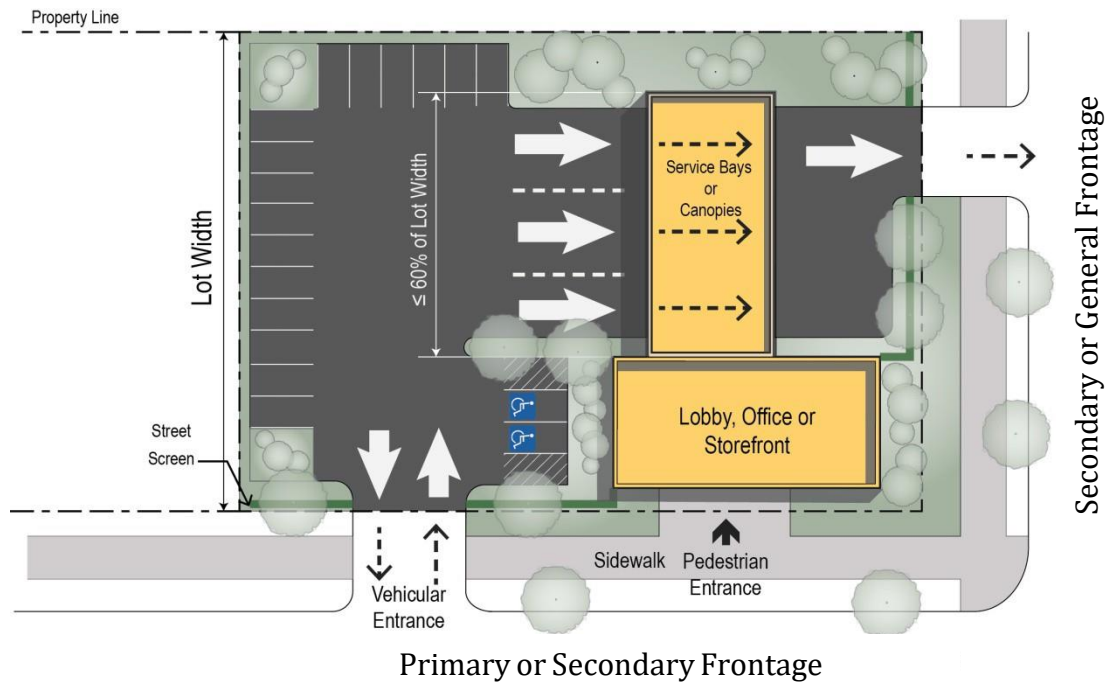 Property Line
Lot Width
≤ 60% of Lot Width
Service Bays
or
Canopies
Secondary or General Frontage
Street
Screen
Lobby, Office or
Storefront
Sidewalk
Pedestrian
Entrance
Vehicular
Entrance
Primary or Secondary Frontage